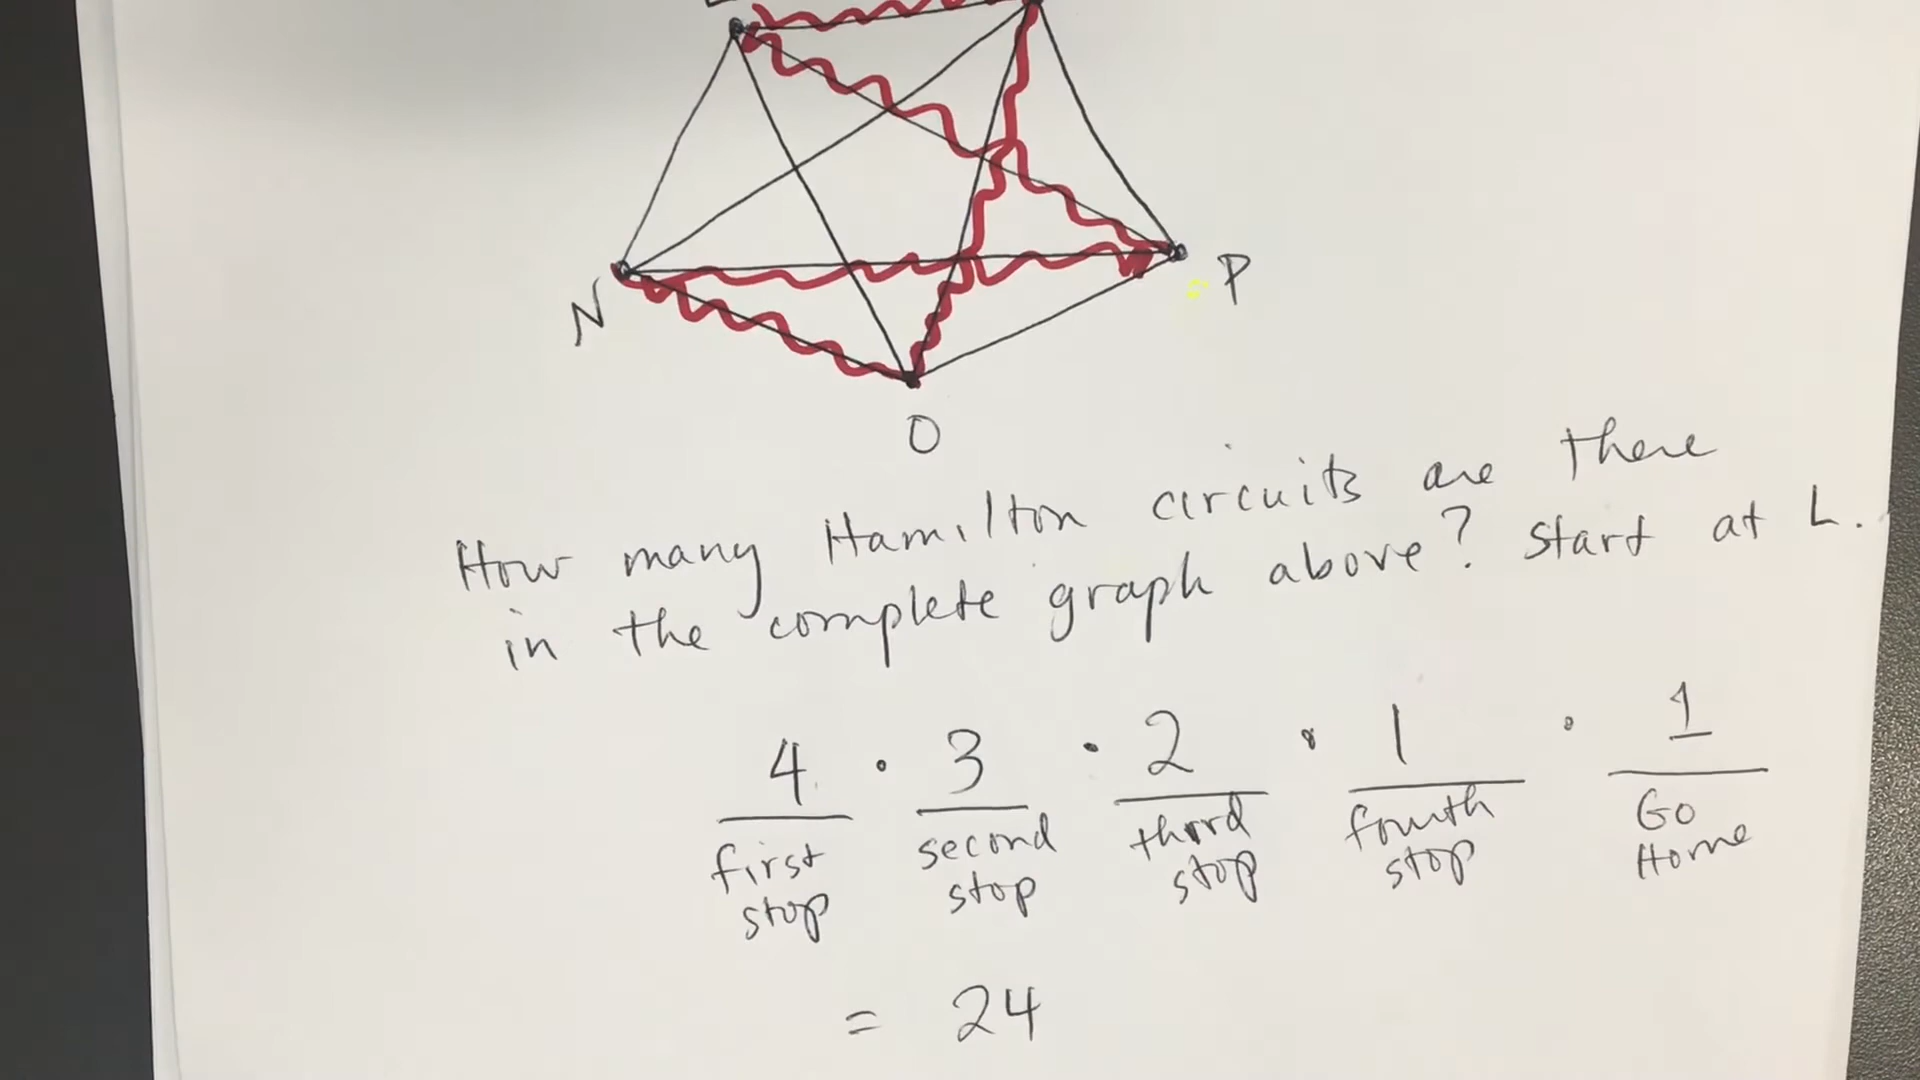 N
P
O
How many Hamilton circuits are there
in the complete graph above? Start at L.
4 · 3 · 2 · 1 · 1
first stop
second stop
third stop
fourth stop
Go Home
= 24